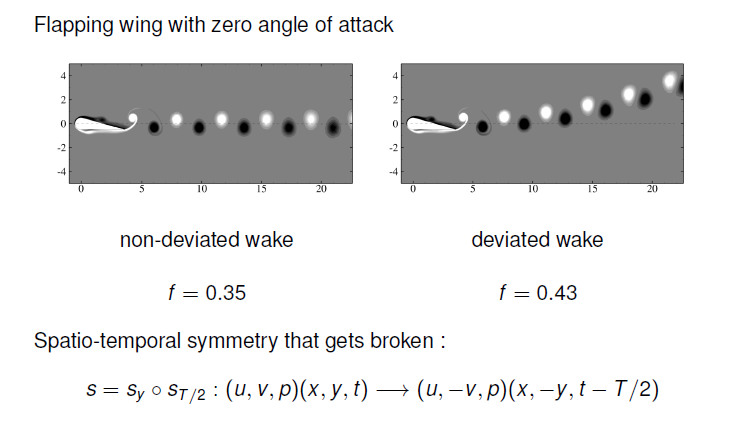 Flapping wing with zero angle of attack
4
2
0
-2
-4
0 5 10 15 20
4
2
0
-2
-4
0 5 10 15 20
non-deviated wake deviated wake
f = 0.35 f = 0.43
Spatio-temporal symmetry that gets broken :
s = s_y ∘ s_{T/2} : (u, v, p)(x, y, t) ⟶ (u, −v, p)(x, −y, t − T/2)